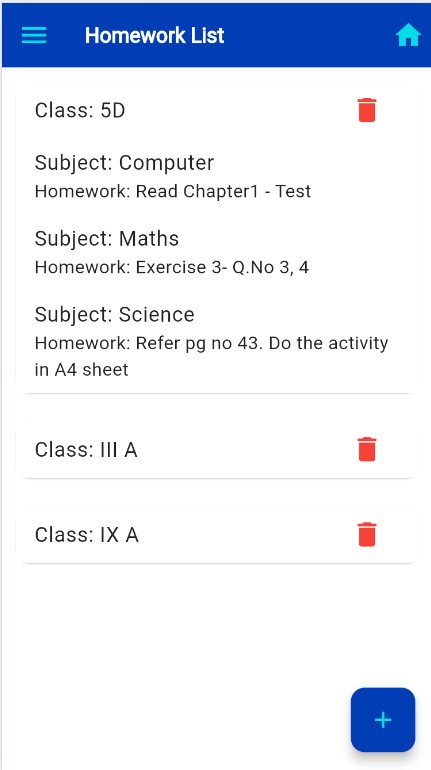 Homework List
Class: 5D
Subject: Computer
Homework: Read Chapter1 - Test
Subject: Maths
Homework: Exercise 3- Q.No 3, 4
Subject: Science
Homework: Refer pg no 43. Do the activity
in A4 sheet
Class: III A
Class: IX A